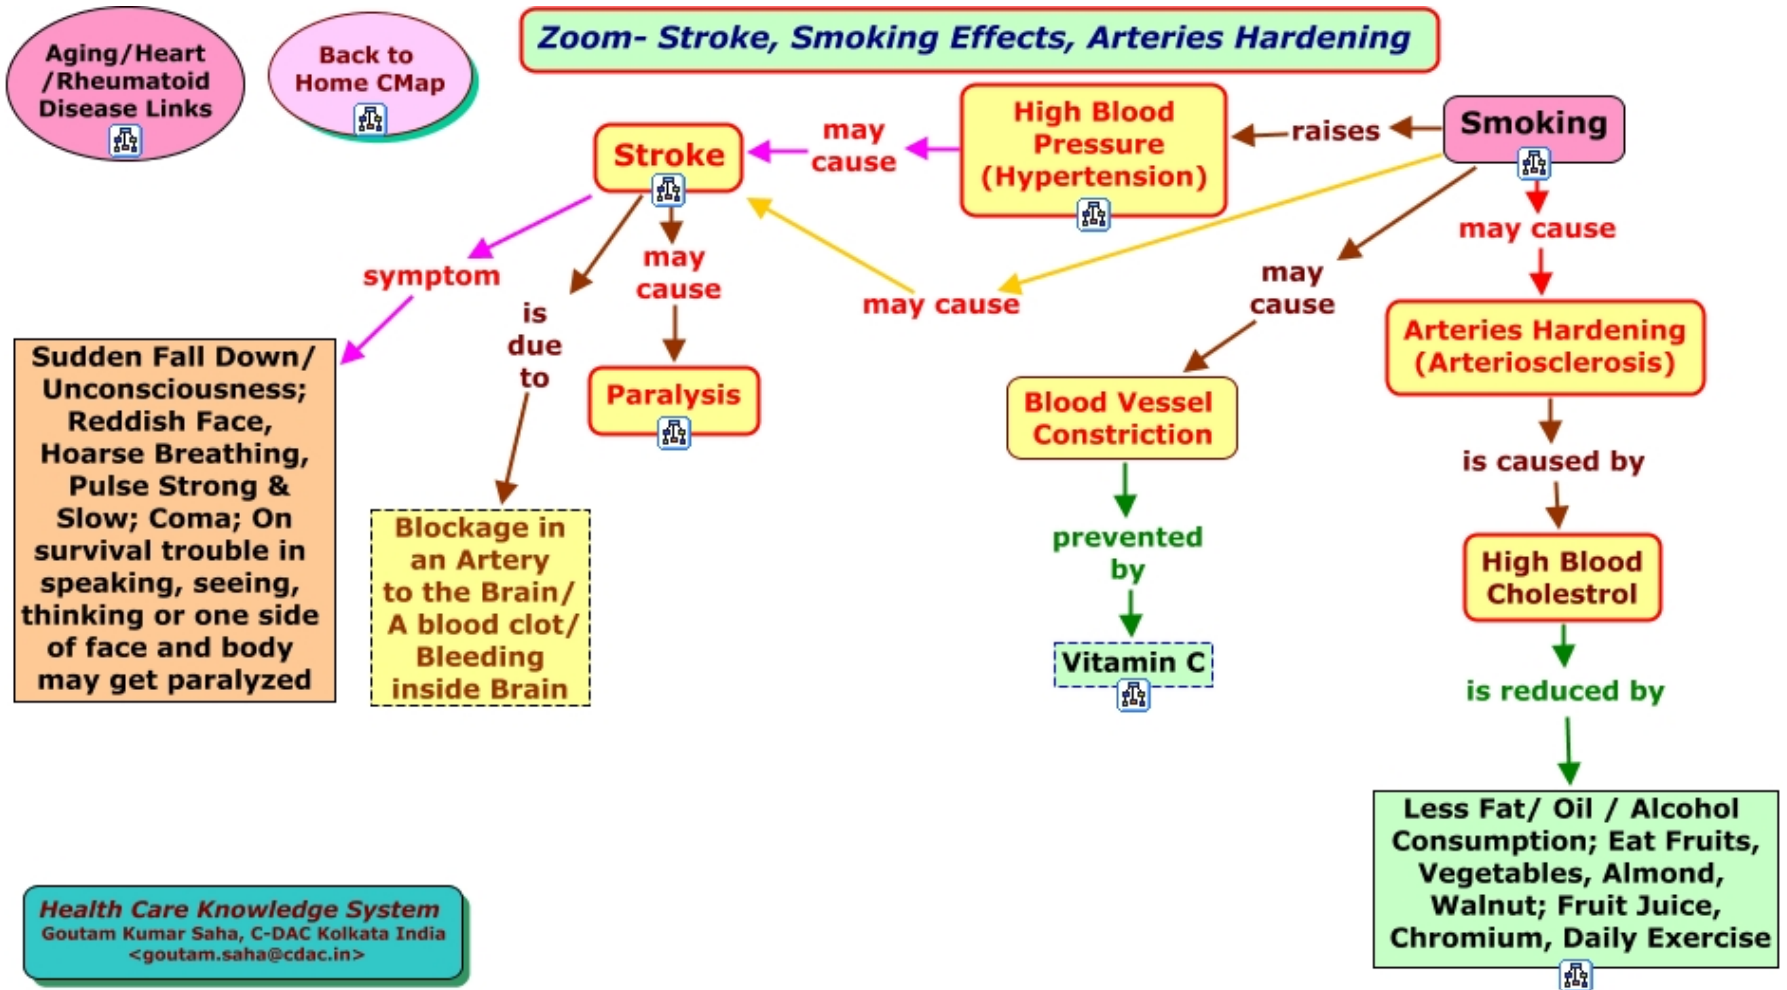 Aging/Heart
/Rheumatoid
Disease Links
Back to
Home CMap
Zoom- Stroke, Smoking Effects, Arteries Hardening
Stroke
may
cause
High Blood
Pressure
(Hypertension)
raises
Smoking
symptom
is
due
to
may
cause
may cause
may
cause
may cause
Sudden Fall Down/
Unconsciousness;
Reddish Face,
Hoarse Breathing,
Pulse Strong &
Slow; Coma; On
survival trouble in
speaking, seeing,
thinking or one side
of face and body
may get paralyzed
Blockage in
an Artery
to the Brain/
A blood clot/
Bleeding
inside Brain
Paralysis
Blood Vessel
Constriction
prevented
by
Vitamin C
Arteries Hardening
(Arteriosclerosis)
is caused by
High Blood
Cholestrol
is reduced by
Less Fat/ Oil / Alcohol
Consumption; Eat Fruits,
Vegetables, Almond,
Walnut; Fruit Juice,
Chromium, Daily Exercise
Health Care Knowledge System
Goutam Kumar Saha, C-DAC Kolkata India
<goutam.saha@cdac.in>